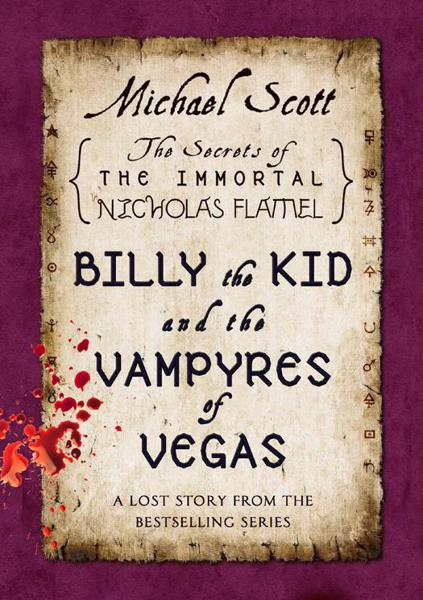 Michael Scott
The Secrets of
THE IMMORTAL
NICHOLAS FLAMEL
BILLY the KID
and the
VAMPYRES
of
VEGAS
A LOST STORY FROM THE
BESTSELLING SERIES